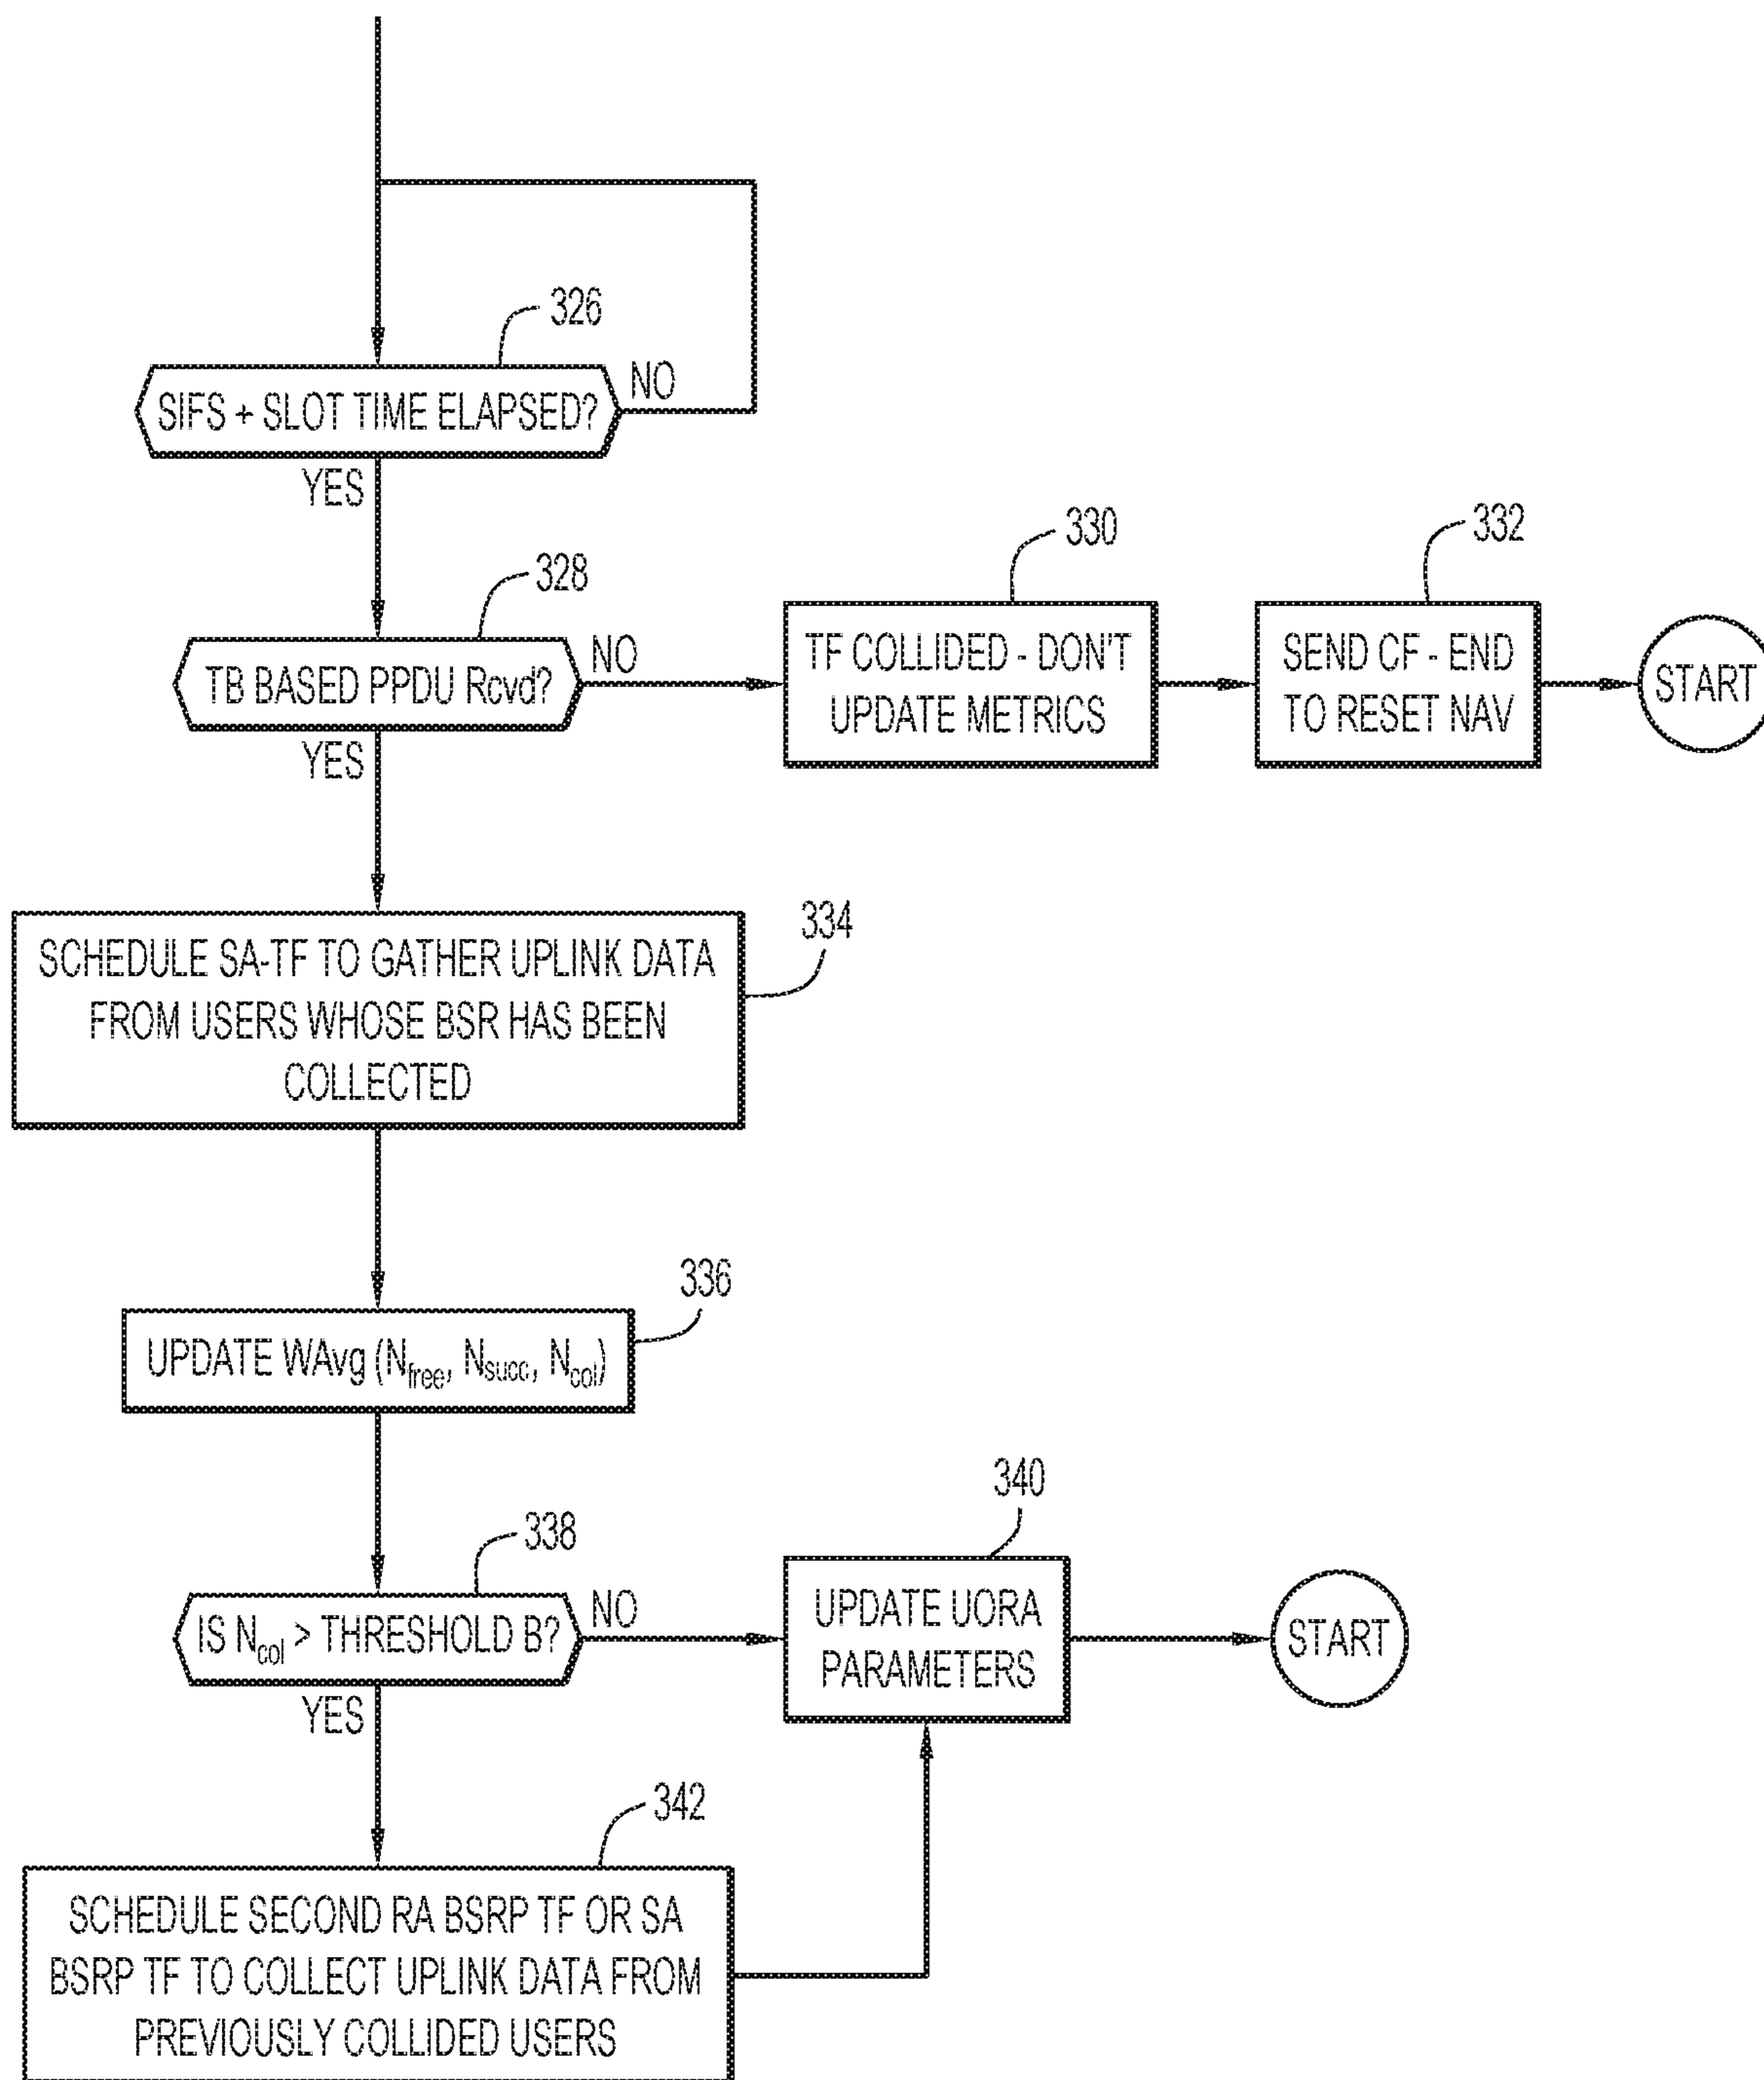 326
SIFS + SLOT TIME ELAPSED?
NO
YES
328
TB BASED PPDU Rcvd?
NO
YES
330
TF COLLIDED - DON'T
UPDATE METRICS
332
SEND CF - END
TO RESET NAV
START
334
SCHEDULE SA-TF TO GATHER UPLINK DATA
FROM USERS WHOSE BSR HAS BEEN
COLLECTED
336
UPDATE WAvg (Nfree, Nsucc, Ncol)
338
IS Ncol > THRESHOLD B?
NO
YES
340
UPDATE UORA
PARAMETERS
START
342
SCHEDULE SECOND RA BSRP TF OR SA
BSRP TF TO COLLECT UPLINK DATA FROM
PREVIOUSLY COLLIDED USERS